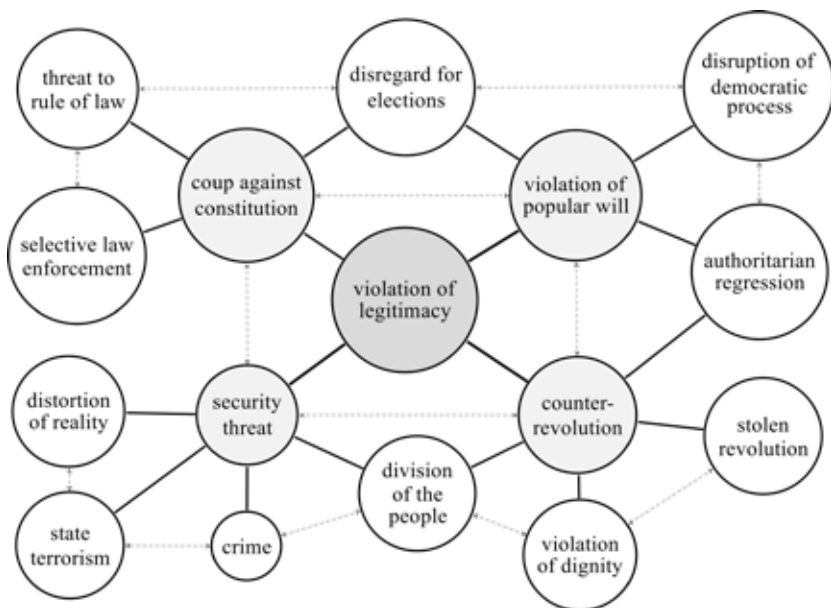 threat to
rule of law
disregard for
elections
disruption of
democratic
process
coup against
constitution
violation of
popular will
selective law
enforcement
authoritarian
regression
violation of
legitimacy
distortion
of reality
security
threat
counter-
revolution
stolen
revolution
division
of the
people
state
terrorism
crime
violation
of dignity